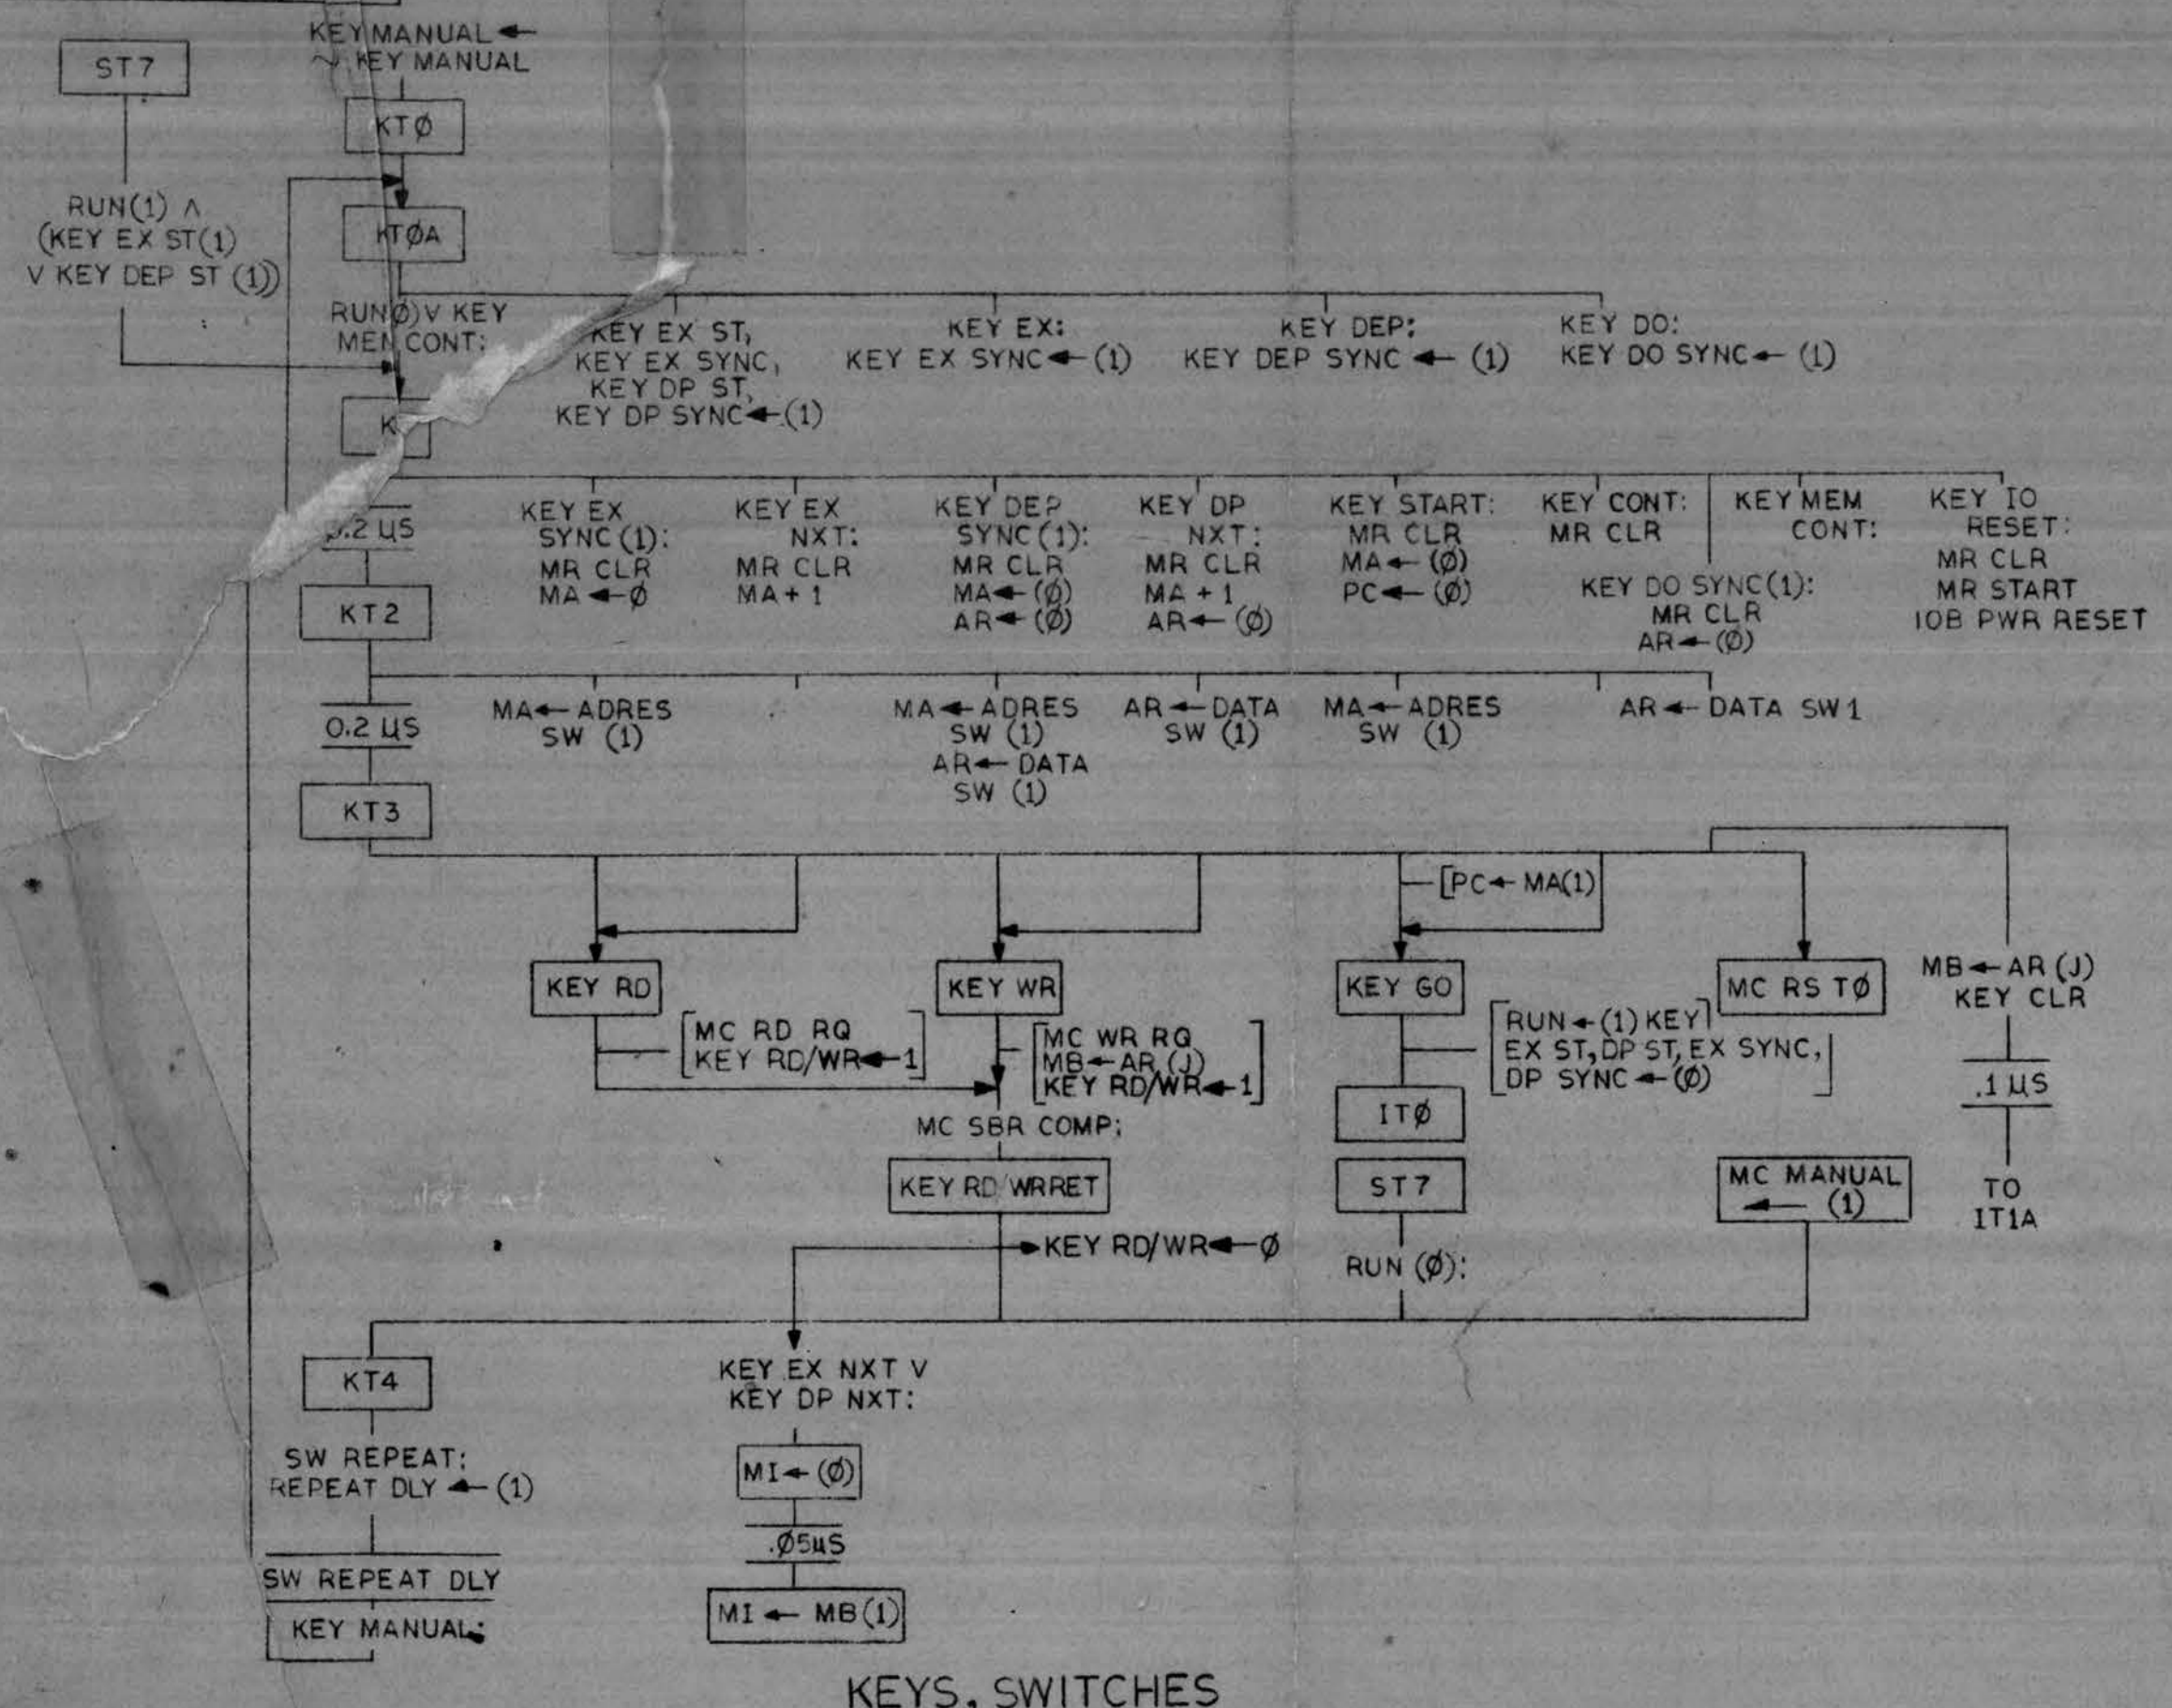 KEY MANUAL ←
~ KEY MANUAL
ST7
KTØ
KTØA
RUN(1) ∧
(KEY EX ST(1)
V KEY DEP ST (1))
RUN(Ø) V KEY
MEM CONT:
KEY EX ST,
KEY EX SYNC,
KEY DP ST,
KEY DP SYNC ← (1)
KEY EX:
KEY EX SYNC ← (1)
KEY DEP:
KEY DEP SYNC ← (1)
KEY DO:
KEY DO SYNC ← (1)
K
0.2 µS
KEY EX
SYNC (1):
MR CLR
MA ← Ø
KEY EX
NXT:
MR CLR
MA + 1
KEY DEP
SYNC (1):
MR CLR
MA ← (Ø)
AR ← (Ø)
KEY DP
NXT:
MR CLR
MA + 1
AR ← (Ø)
KEY START:
MR CLR
MA ← (Ø)
PC ← (Ø)
KEY CONT:
MR CLR
KEY MEM
CONT:
KEY DO SYNC(1):
MR CLR
AR ← (Ø)
KEY IO
RESET:
MR CLR
MR START
IOB PWR RESET
KT2
0.2 µS
MA ← ADRES
SW (1)
MA ← ADRES
SW (1)
AR ← DATA
SW (1)
AR ← DATA
SW (1)
MA ← ADRES
SW (1)
AR ← DATA SW 1
KT3
[PC ← MA(1)
KEY RD
KEY WR
KEY GO
MC RS TØ
MB ← AR (J)
KEY CLR
[MC RD RQ
KEY RD/WR ← 1]
[MC WR RQ
MB ← AR (J)
KEY RD/WR ← 1]
[RUN ← (1) KEY]
EX ST, DP ST, EX SYNC,
DP SYNC ← (Ø)
.1 µS
ITØ
MC SBR COMP;
KEY RD/WR RET
ST7
MC MANUAL
← (1)
TO
IT1A
KEY RD/WR ← Ø
RUN (Ø):
KT4
KEY EX NXT V
KEY DP NXT:
SW REPEAT:
REPEAT DLY ← (1)
MI ← (Ø)
.Ø5µS
SW REPEAT DLY
KEY MANUAL:
MI ← MB(1)
KEYS, SWITCHES